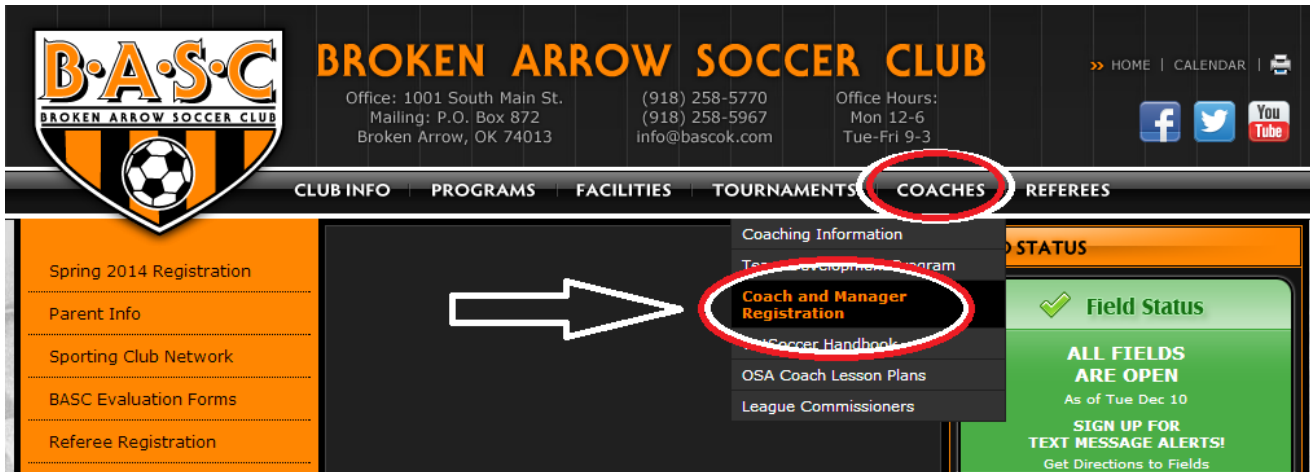 B•A•S•C
BROKEN ARROW SOCCER CLUB
BROKEN ARROW SOCCER CLUB
Office: 1001 South Main St.
Mailing: P.O. Box 872
Broken Arrow, OK 74013
(918) 258-5770
(918) 258-5967
info@bascok.com
Office Hours:
Mon 12-6
Tue-Fri 9-3
» HOME | CALENDAR |
You
Tube
CLUB INFO PROGRAMS FACILITIES TOURNAMENTS COACHES REFEREES
Spring 2014 Registration
Parent Info
Sporting Club Network
BASC Evaluation Forms
Referee Registration
Coaching Information
Program
Coach and Manager
Registration
Soccer Handbook
OSA Coach Lesson Plans
League Commissioners
STATUS
Field Status
ALL FIELDS
ARE OPEN
As of Tue Dec 10
SIGN UP FOR
TEXT MESSAGE ALERTS!
Get Directions to Fields